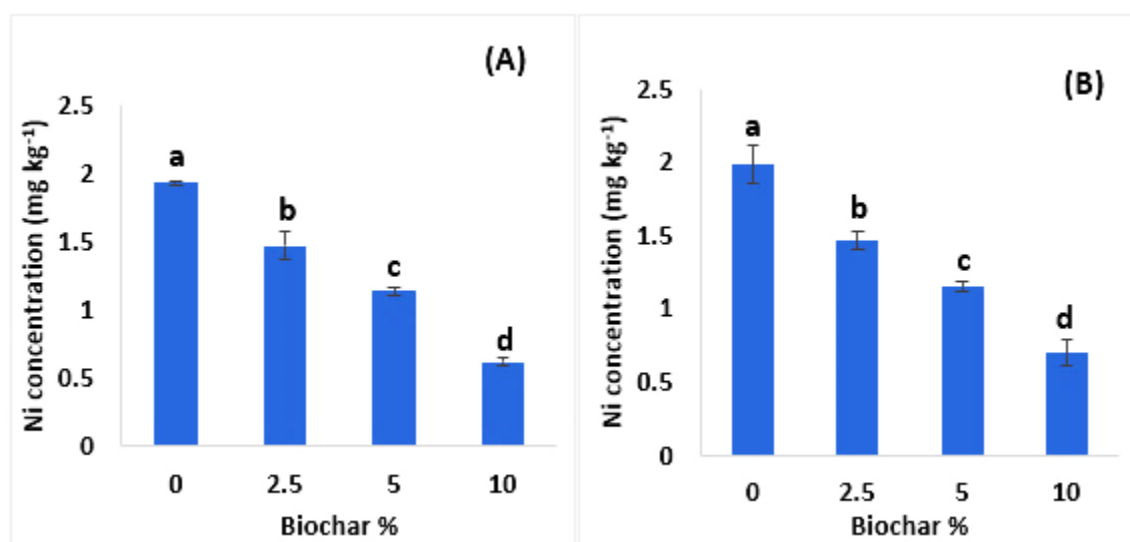 (A)
Ni concentration (mg kg⁻¹)
2.5
2
1.5
1
0.5
0
a
b
c
d
0 2.5 5 10
Biochar %
(B)
Ni concentration (mg kg⁻¹)
2.5
2
1.5
1
0.5
0
a
b
c
d
0 2.5 5 10
Biochar %